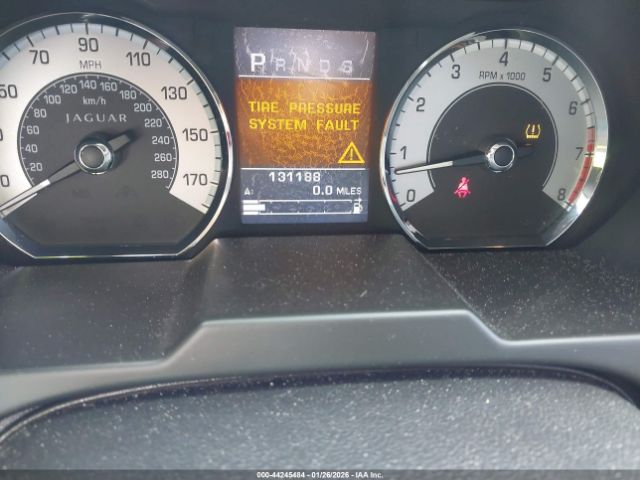 50 70 90 110 130 150 170
MPH
20 40 60 80 100 120 140 160 180 200 220 240 260 280
km/h
JAGUAR
P R N D S
TIRE PRESSURE
SYSTEM FAULT
131188
A: 0.0 MILES
0 1 2 3 4 5 6 7 8
RPM x 1000
000-44245484 | 01/26/2026 - IAA Inc.